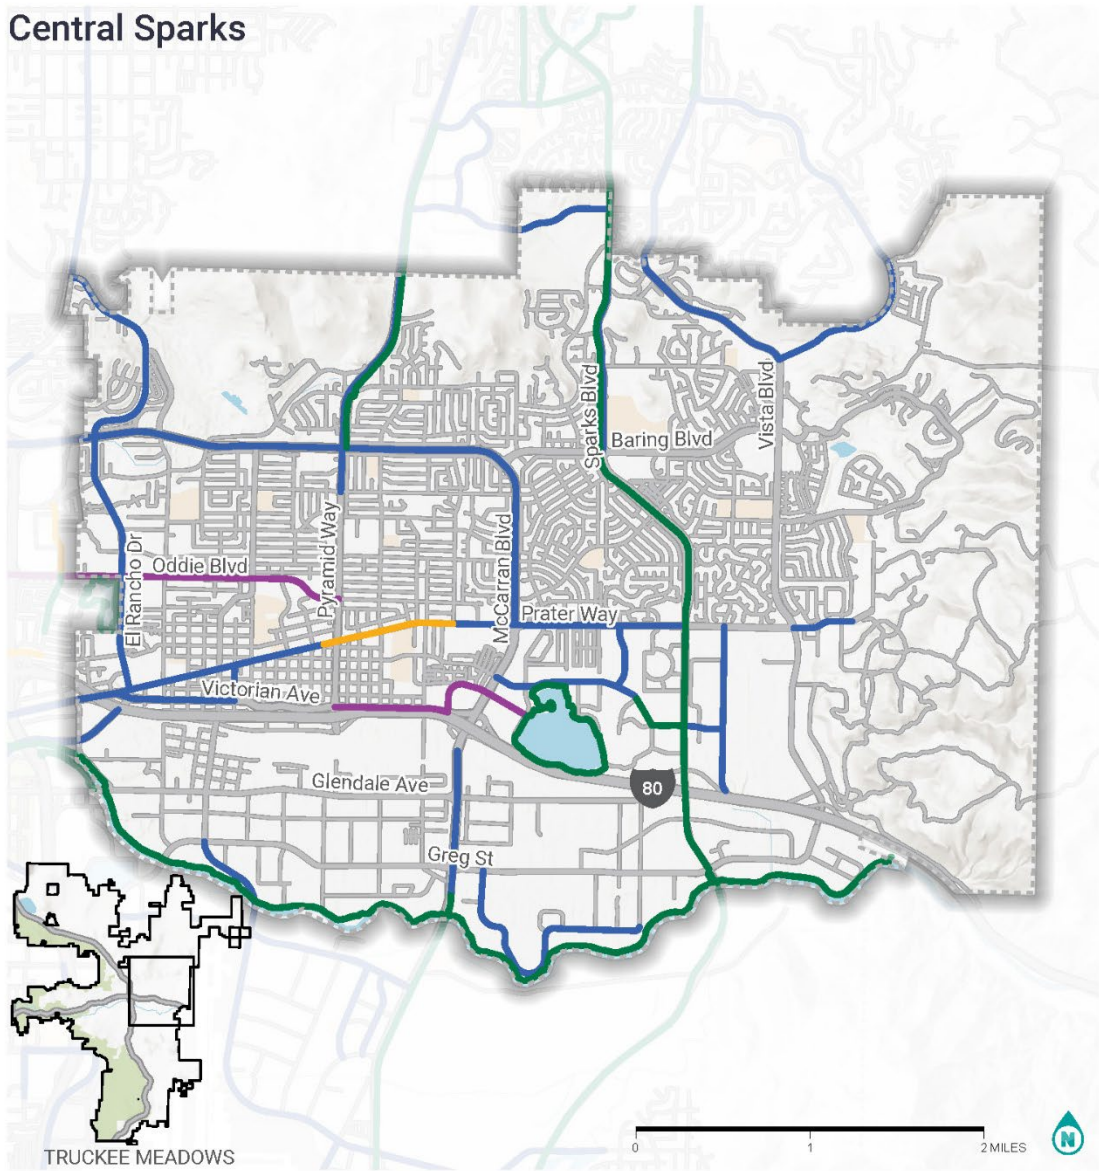 Central Sparks
Sparks Blvd
Baring Blvd
Vista Blvd
El Rancho Dr
Oddie Blvd
Pyramid Way
McCarran Blvd
Prater Way
Victorian Ave
Glendale Ave
80
Greg St
TRUCKEE MEADOWS
0
1
2 MILES
N